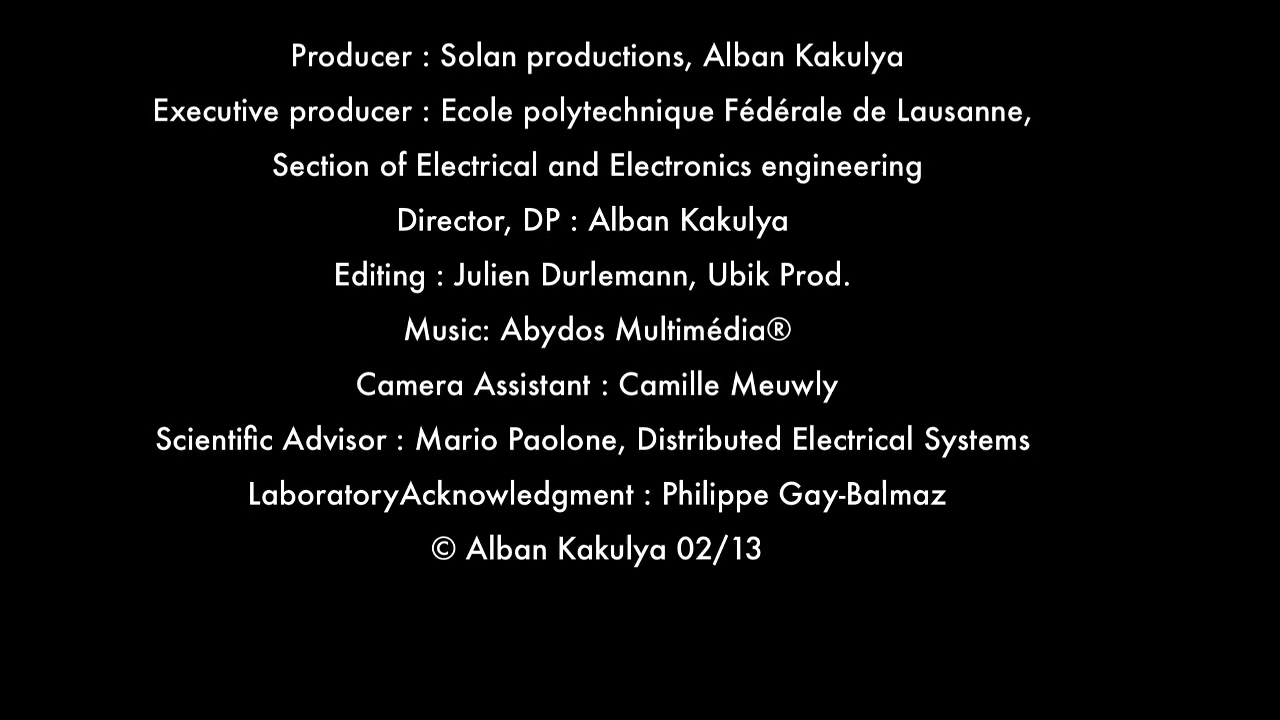 Producer : Solan productions, Alban Kakulya
Executive producer : Ecole polytechnique Fédérale de Lausanne,
Section of Electrical and Electronics engineering
Director, DP : Alban Kakulya
Editing : Julien Durlemann, Ubik Prod.
Music: Abydos Multimédia®
Camera Assistant : Camille Meuwly
Scientific Advisor : Mario Paolone, Distributed Electrical Systems
LaboratoryAcknowledgment : Philippe Gay-Balmaz
© Alban Kakulya 02/13